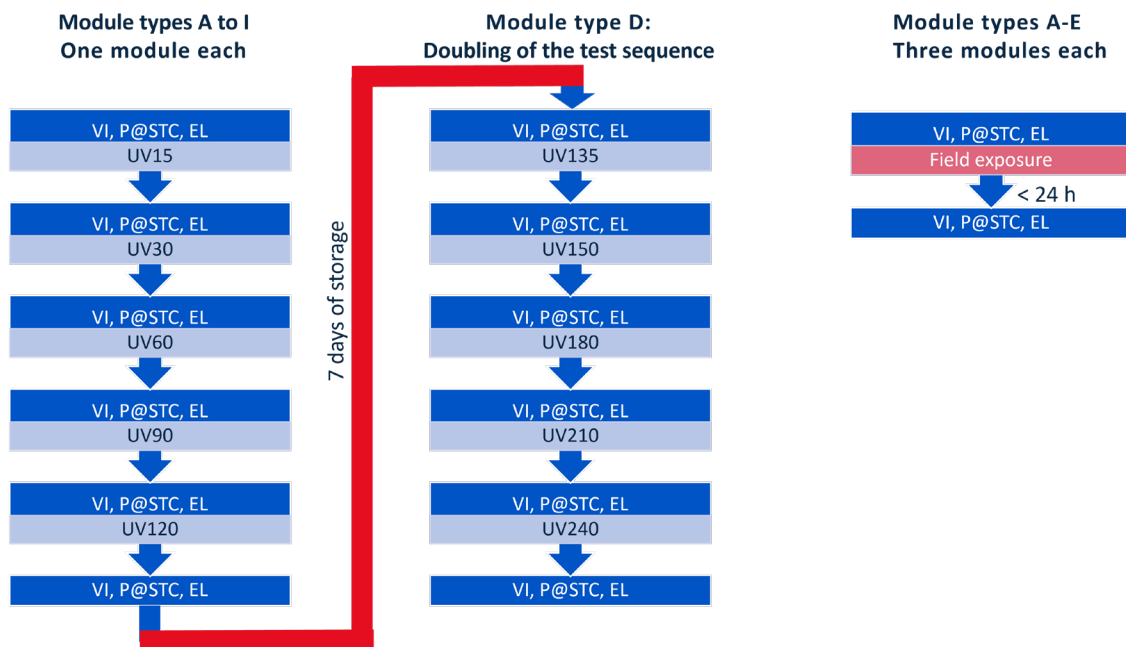 Module types A to I
One module each
VI, P@STC, EL
UV15
VI, P@STC, EL
UV30
VI, P@STC, EL
UV60
VI, P@STC, EL
UV90
VI, P@STC, EL
UV120
VI, P@STC, EL
7 days of storage
Module type D:
Doubling of the test sequence
VI, P@STC, EL
UV135
VI, P@STC, EL
UV150
VI, P@STC, EL
UV180
VI, P@STC, EL
UV210
VI, P@STC, EL
UV240
VI, P@STC, EL
Module types A-E
Three modules each
VI, P@STC, EL
Field exposure
< 24 h
VI, P@STC, EL